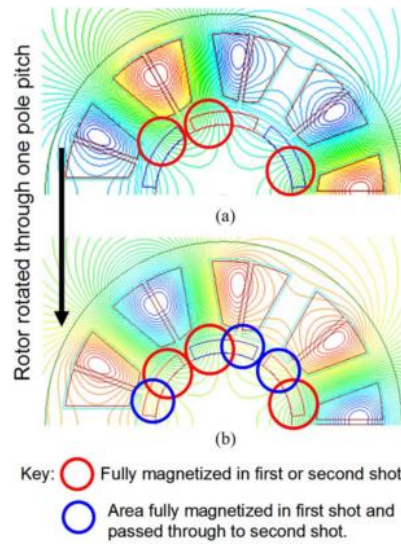 Rotor rotated through one pole pitch
(a)
(b)
Key: Fully magnetized in first or second shot
Area fully magnetized in first shot and
passed through to second shot.